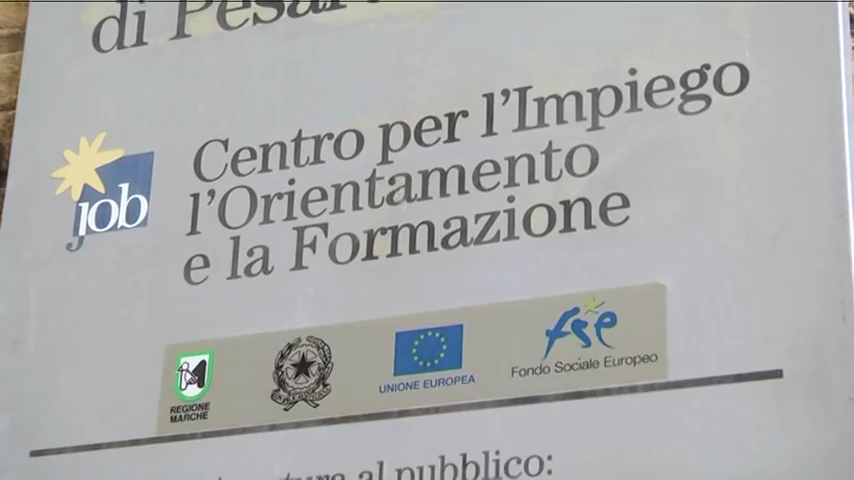 di Pesaro
job
Centro per l'Impiego
l'Orientamento
e la Formazione
REGIONE
MARCHE
UNIONE EUROPEA
fse
Fondo Sociale Europeo
al pubblico: